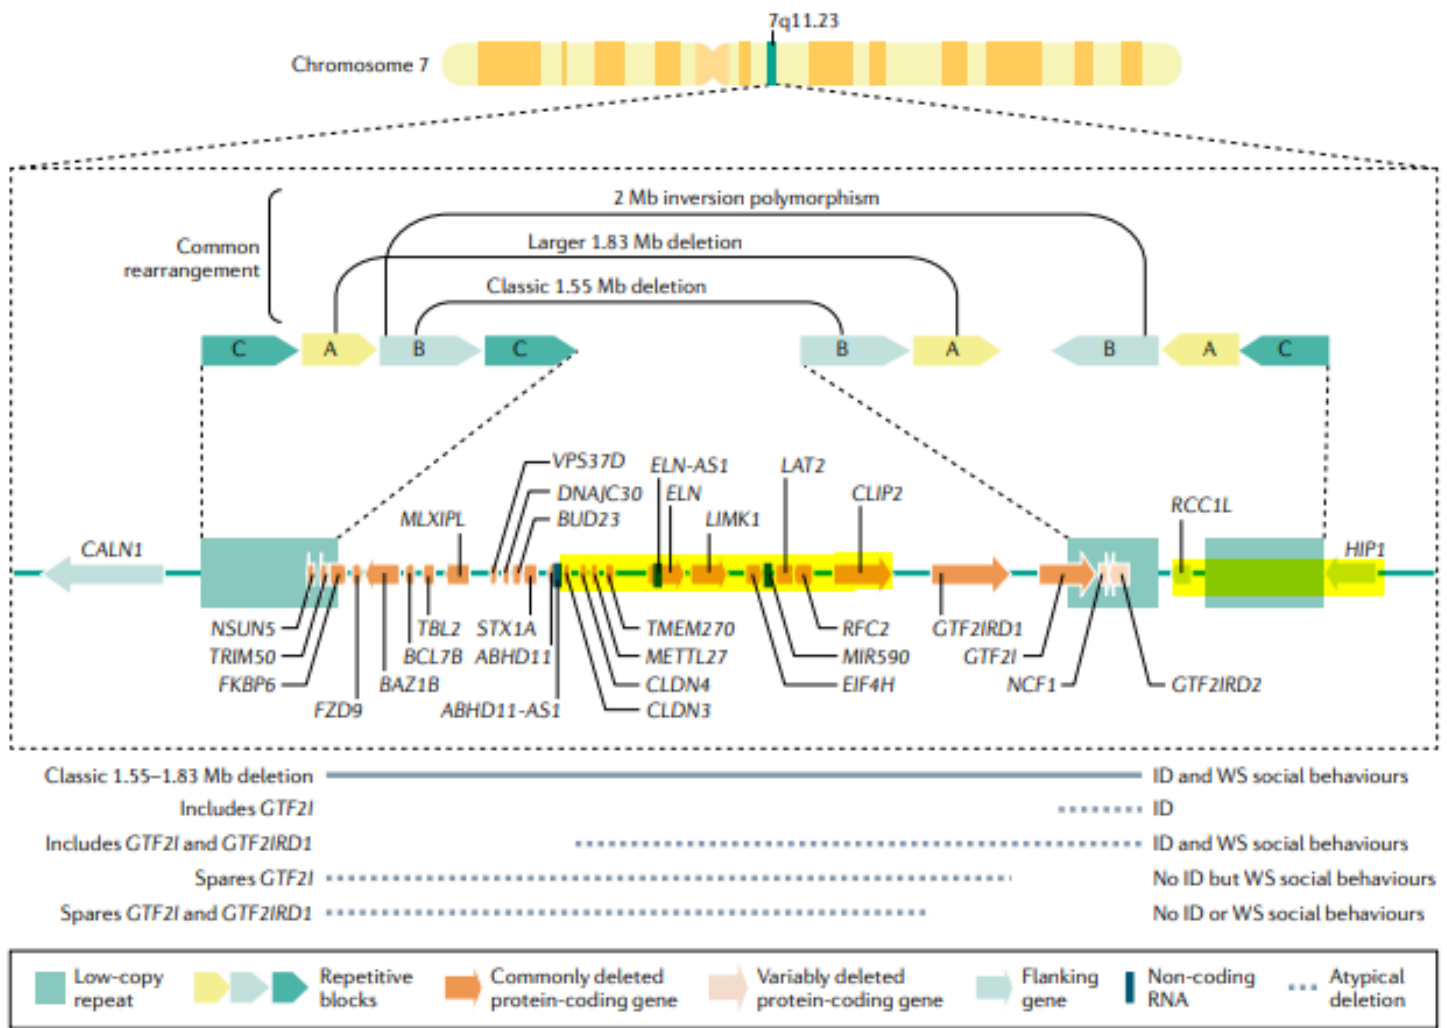 7q11.23
Chromosome 7
2 Mb inversion polymorphism
Common
rearrangement
Larger 1.83 Mb deletion
Classic 1.55 Mb deletion
C
A
B
C
B
A
B
A
C
VPS37D
ELN-AS1
LAT2
DNAJC30
ELN
CLIP2
MLXIPL
BUD23
LIMK1
RCC1L
CALN1
HIP1
NSUN5
TBL2
STX1A
TMEM270
RFC2
GTF2IRD1
TRIM50
BCL7B
ABHD11
METTL27
MIR590
GTF2I
FKBP6
BAZ1B
CLDN4
EIF4H
NCF1
GTF2IRD2
FZD9
ABHD11-AS1
CLDN3
Classic 1.55–1.83 Mb deletion
ID and WS social behaviours
Includes GTF2I
ID
Includes GTF2I and GTF2IRD1
ID and WS social behaviours
Spares GTF2I
No ID but WS social behaviours
Spares GTF2I and GTF2IRD1
No ID or WS social behaviours
Low-copy
repeat
Repetitive
blocks
Commonly deleted
protein-coding gene
Variably deleted
protein-coding gene
Flanking
gene
Non-coding
RNA
Atypical
deletion